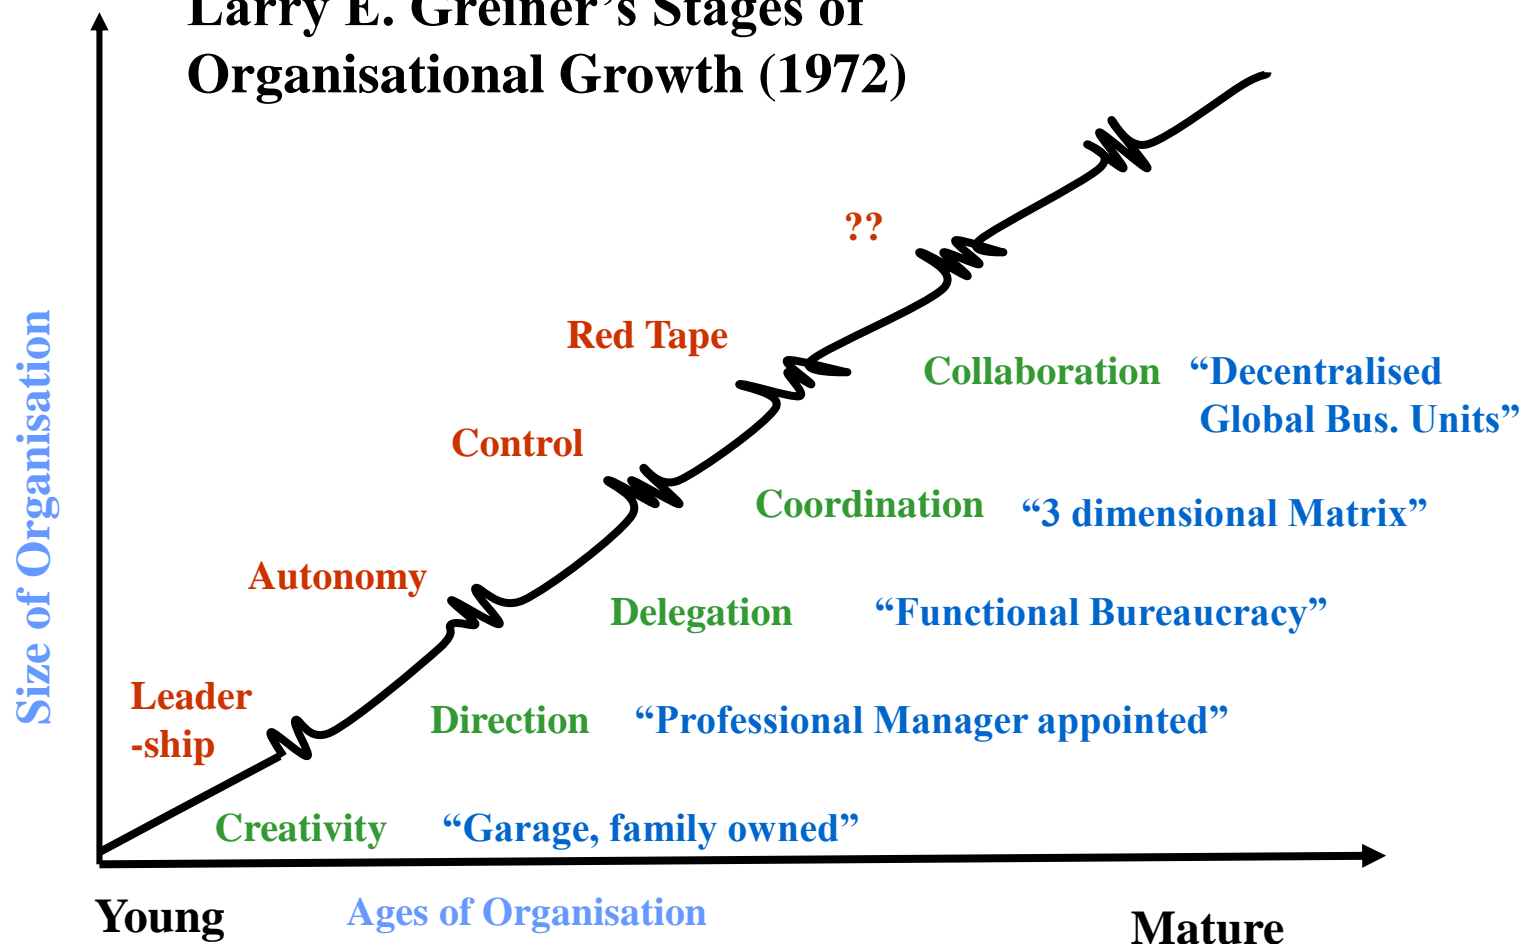 Larry E. Greiner’s Stages of
Organisational Growth (1972)
??
Red Tape
Collaboration “Decentralised
Global Bus. Units”
Control
Coordination “3 dimensional Matrix”
Autonomy
Delegation “Functional Bureaucracy”
Leader
-ship
Direction “Professional Manager appointed”
Creativity “Garage, family owned”
Size of Organisation
Young Ages of Organisation Mature